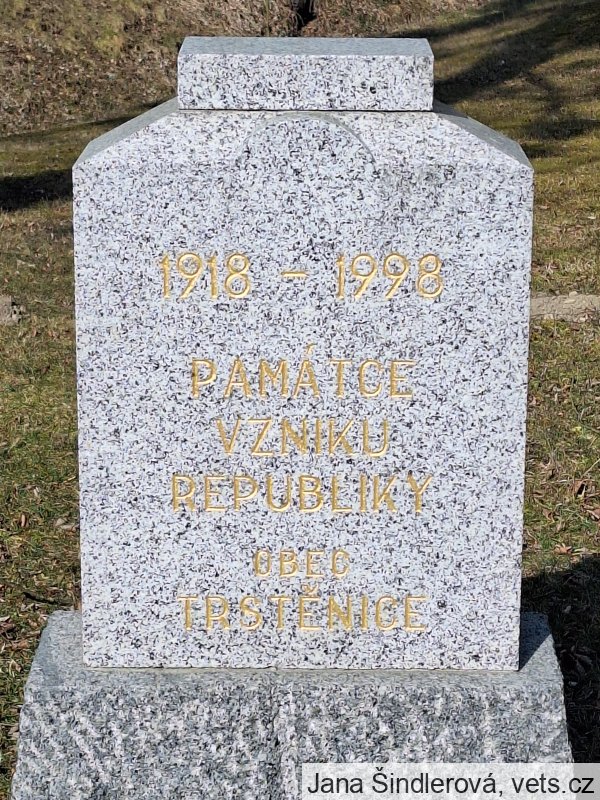 1918 - 1998
PAMÁTCE
VZNIKU
REPUBLIKY
OBEC
TRSTĚNICE
Jana Šindlerová, vets.cz